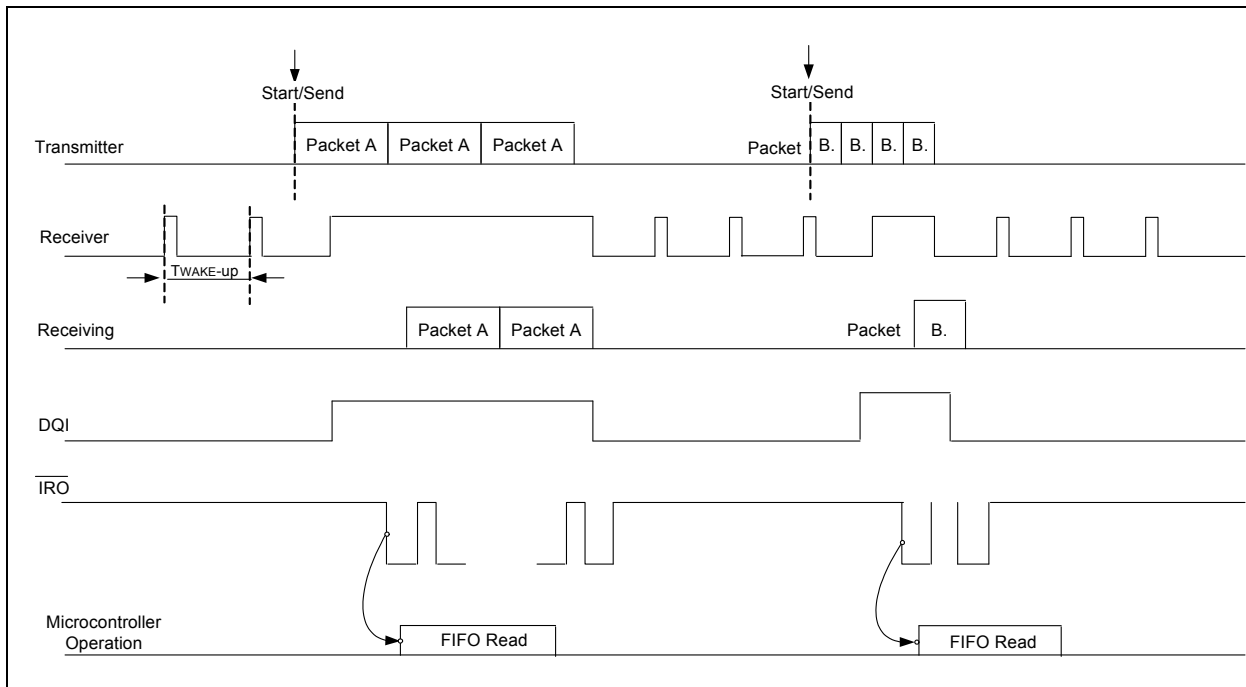 Start/Send
Start/Send
Transmitter
Packet A
Packet A
Packet A
Packet
B.
B.
B.
B.
Receiver
TWAKE-up
Receiving
Packet A
Packet A
Packet
B.
DQI
IRO
Microcontroller
Operation
FIFO Read
FIFO Read